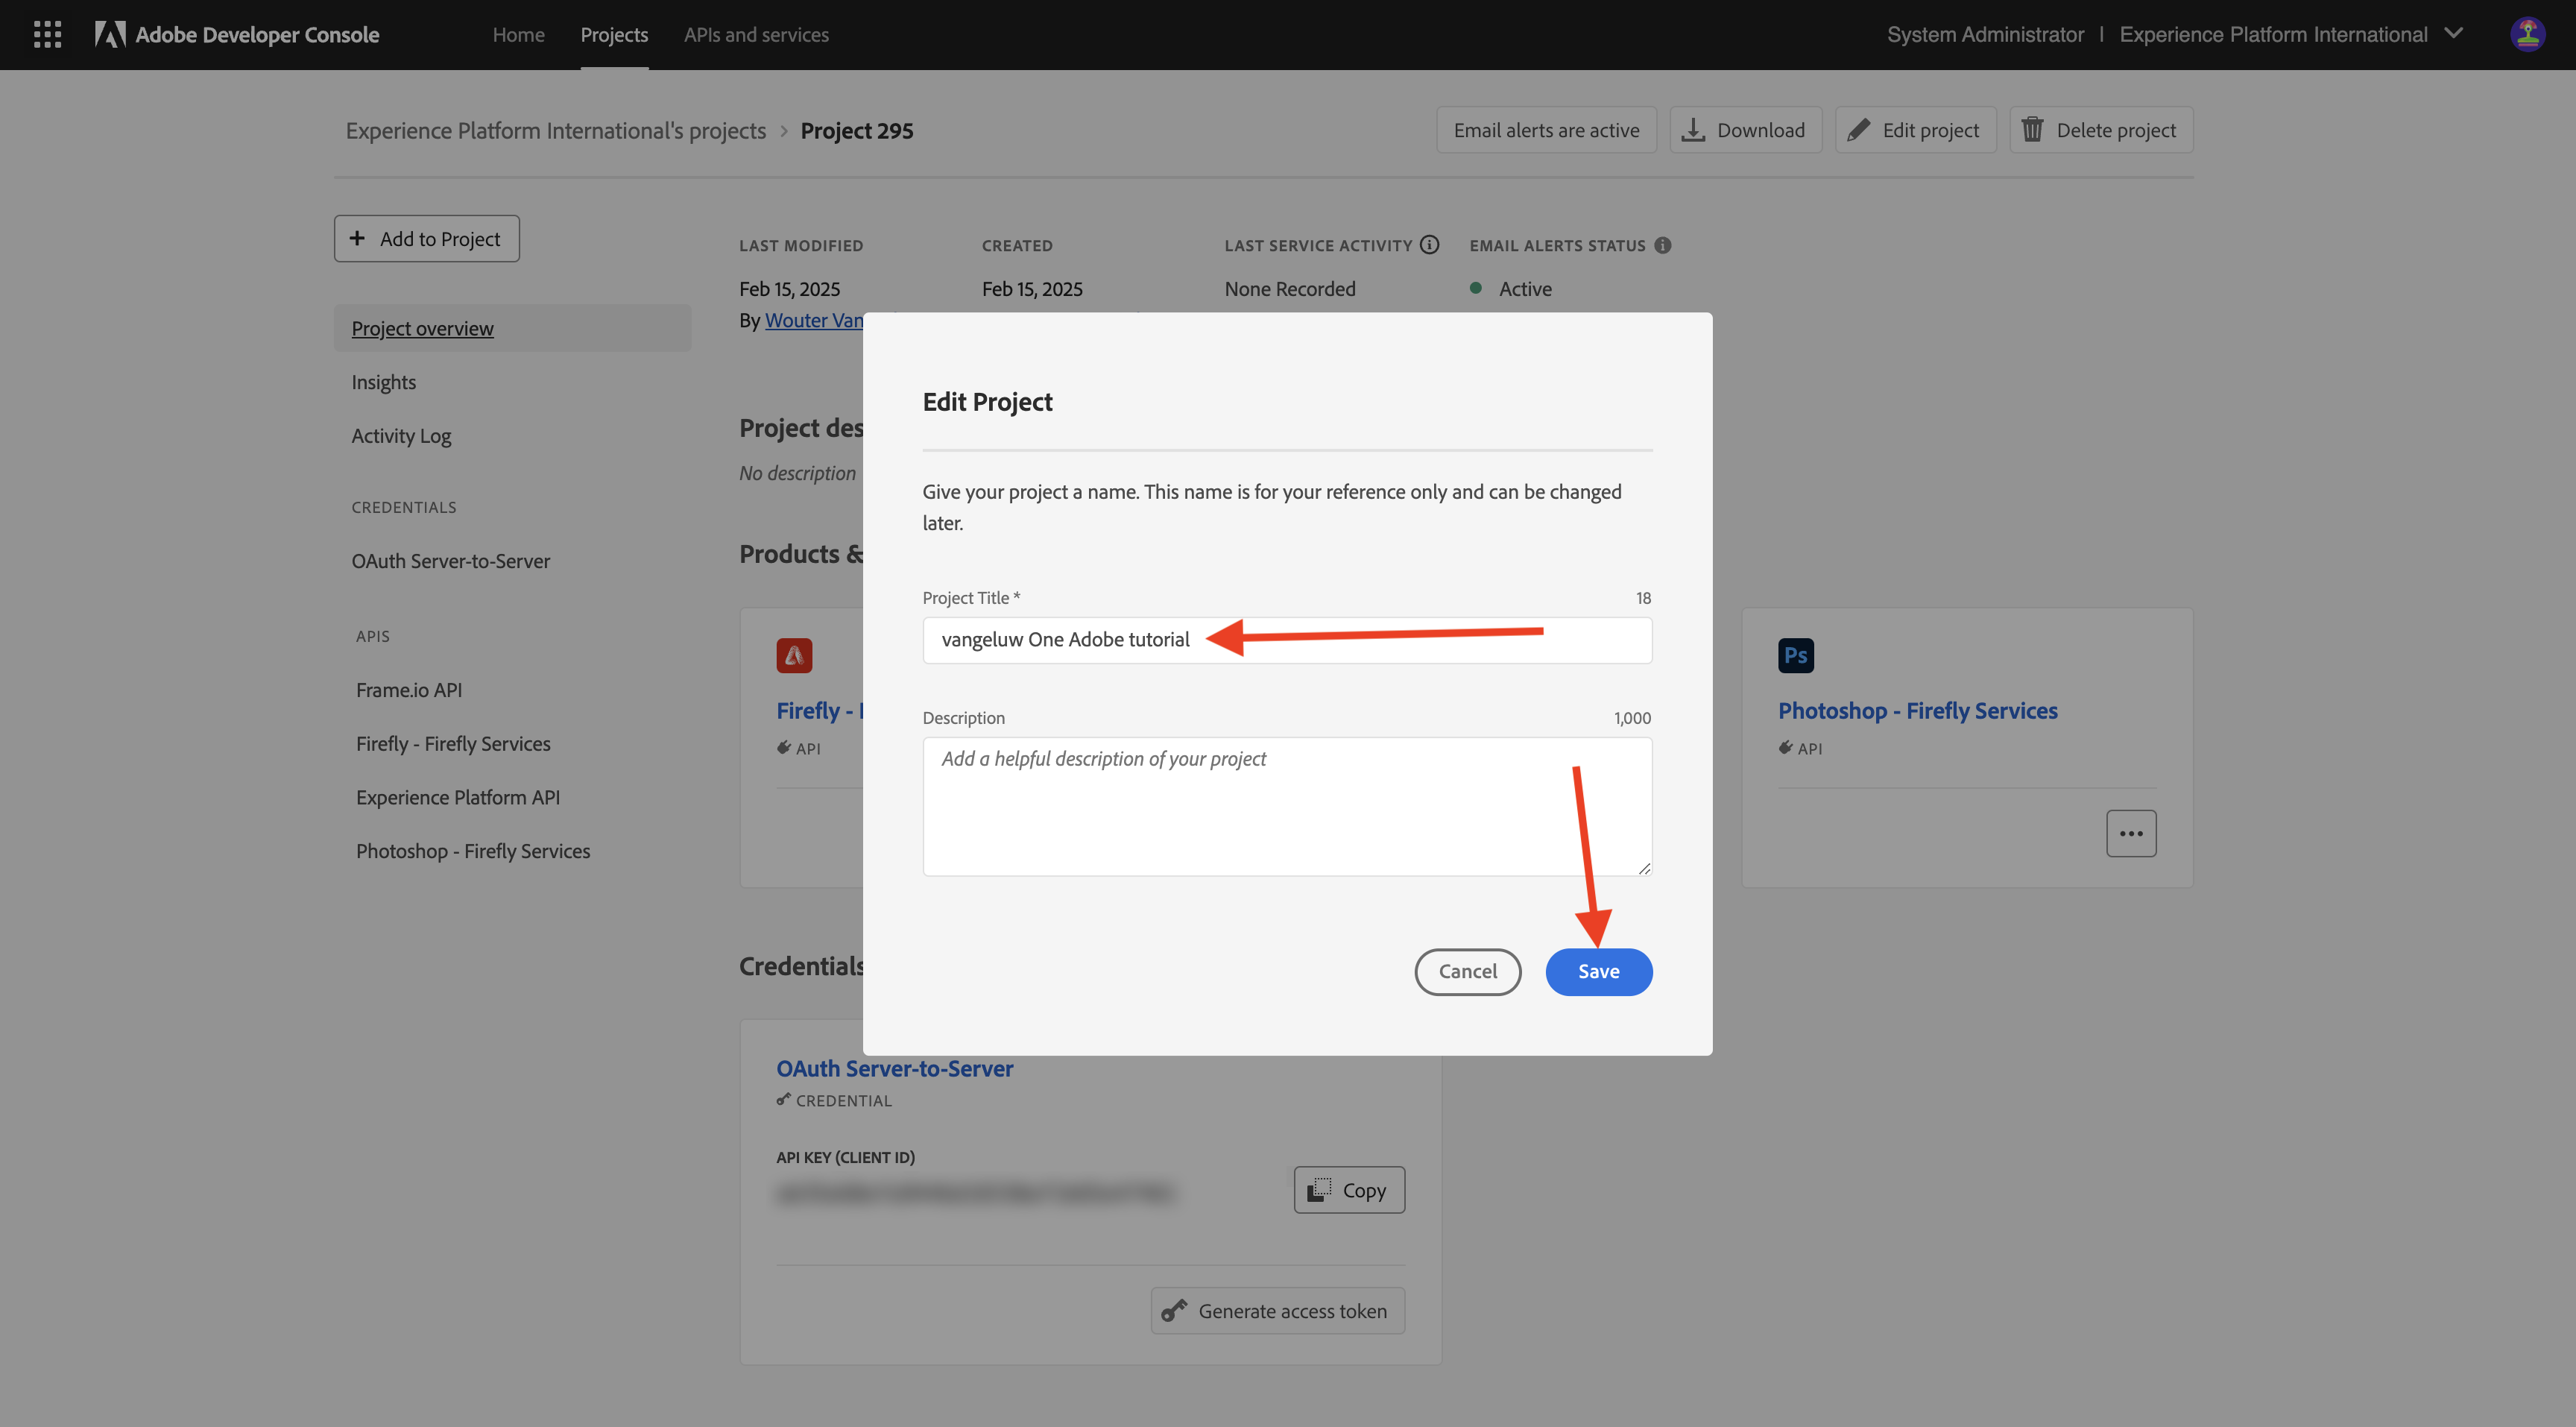 Adobe Developer Console
Home
Projects
APIs and services
System Administrator | Experience Platform International
Experience Platform International's projects > Project 295
Email alerts are active
Download
Edit project
Delete project
+ Add to Project
LAST MODIFIED
CREATED
LAST SERVICE ACTIVITY
EMAIL ALERTS STATUS
Feb 15, 2025
Feb 15, 2025
None Recorded
Active
By Wouter Van
Project overview
Insights
Activity Log
CREDENTIALS
OAuth Server-to-Server
APIS
Frame.io API
Firefly - Firefly Services
Experience Platform API
Photoshop - Firefly Services
Project des
No description
Products &
Firefly -
API
Edit Project
Give your project a name. This name is for your reference only and can be changed
later.
Project Title *
18
vangeluw One Adobe tutorial
Description
1,000
Add a helpful description of your project
Cancel
Save
Ps
Photoshop - Firefly Services
API
Credentials
OAuth Server-to-Server
CREDENTIAL
API KEY (CLIENT ID)
Copy
Generate access token